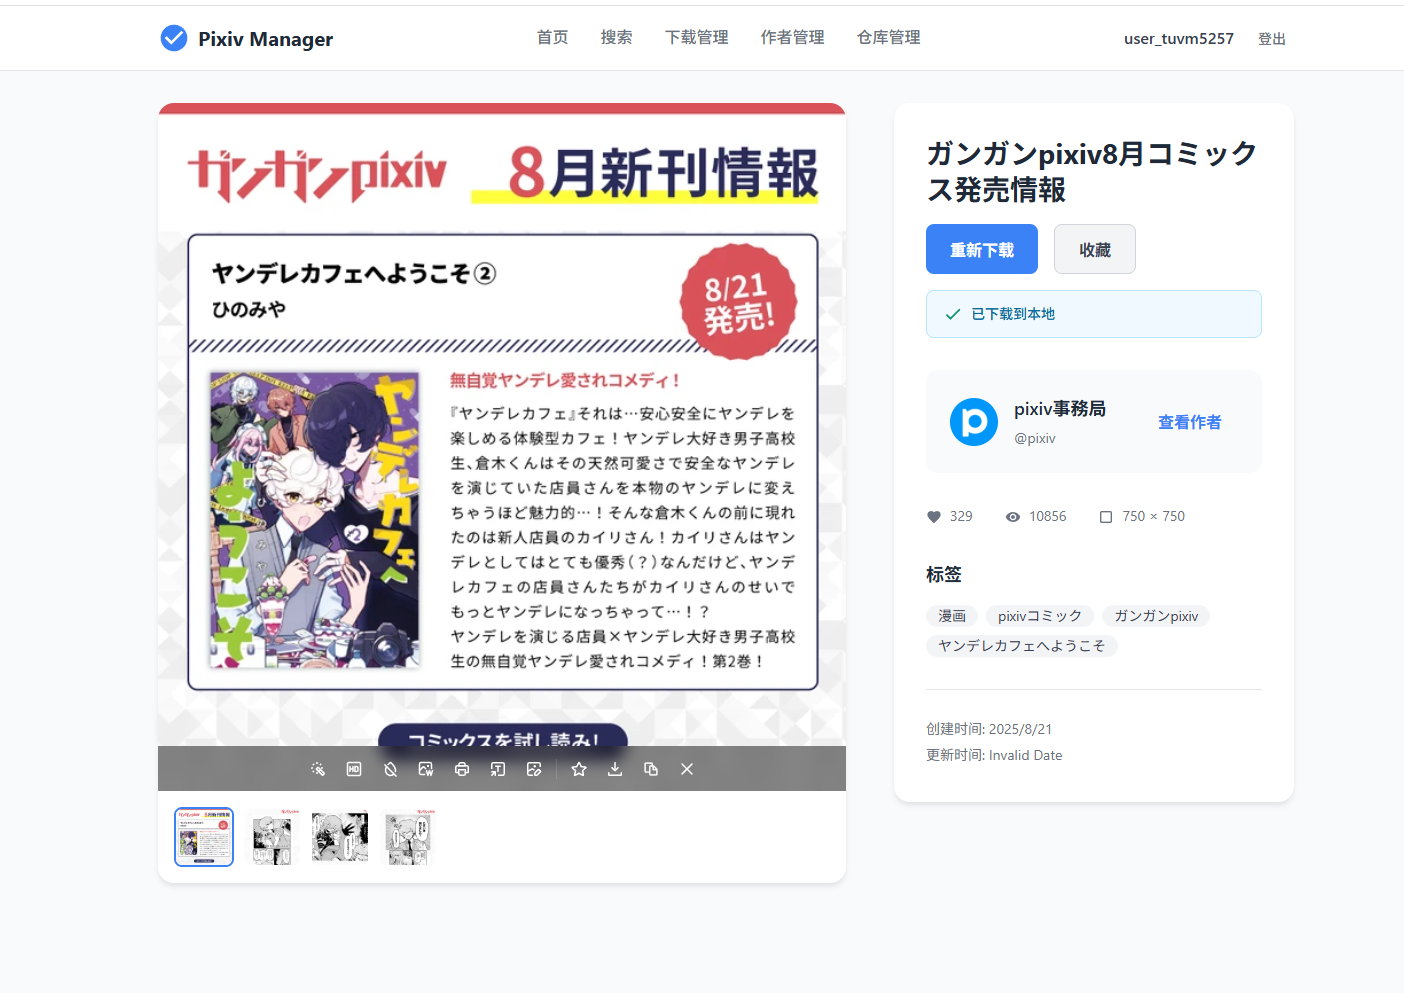 Pixiv Manager
首页
搜索
下载管理
作者管理
仓库管理
user_tuvm5257
登出
ガンガンpixiv
8月新刊情報
ヤンデレカフェへようこそ②
ひのみや
8/21
発売!
ヤンデレカフェへ
ようこそ
2
ひのみや
無自覚ヤンデレ愛されコメディ!
『ヤンデレカフェ』それは…安心安全にヤンデレを
楽しめる体験型カフェ!ヤンデレ大好き男子高校
生、倉木くんはその天然可愛さで安全なヤンデレ
を演じていた店員さんを本物のヤンデレに変え
ちゃうほど魅力的…!そんな倉木くんの前に現れ
たのは新人店員のカイリさん!カイリさんはヤン
デレとしてはとても優秀(?)なんだけど、ヤンデ
レカフェの店員さんたちがカイリさんのせいで
もっとヤンデレになっちゃって…!?
ヤンデレを演じる店員×ヤンデレ大好き男子高校
生の無自覚ヤンデレ愛されコメディ!第2巻!
コミックスを試し読み!
HD
ガンガンpixiv8月コミック
ス発売情報
重新下载
收藏
已下载到本地
pixiv事務局
@pixiv
查看作者
329
10856
750 × 750
标签
漫画
pixivコミック
ガンガンpixiv
ヤンデレカフェへようこそ
创建时间: 2025/8/21
更新时间: Invalid Date